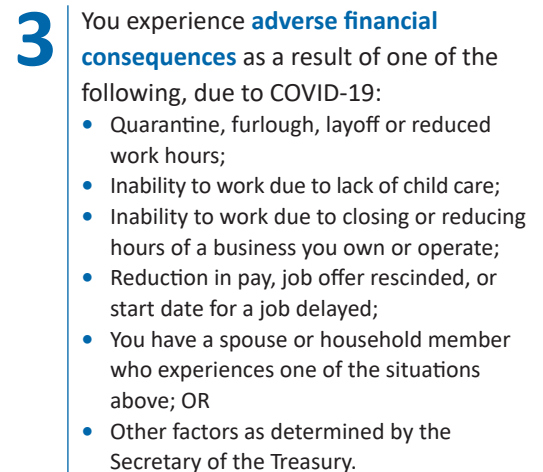 3
You experience adverse financial
consequences as a result of one of the
following, due to COVID-19:
• Quarantine, furlough, layoff or reduced
work hours;
• Inability to work due to lack of child care;
• Inability to work due to closing or reducing
hours of a business you own or operate;
• Reduction in pay, job offer rescinded, or
start date for a job delayed;
• You have a spouse or household member
who experiences one of the situations
above; OR
• Other factors as determined by the
Secretary of the Treasury.